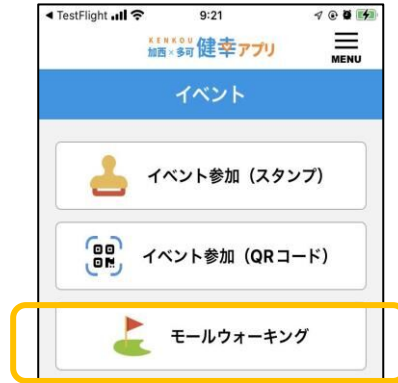 ◀ TestFlight 9:21
KENKOU
加西×多可 健幸アプリ
MENU
イベント
イベント参加（スタンプ）
イベント参加（QRコード）
モールウォーキング